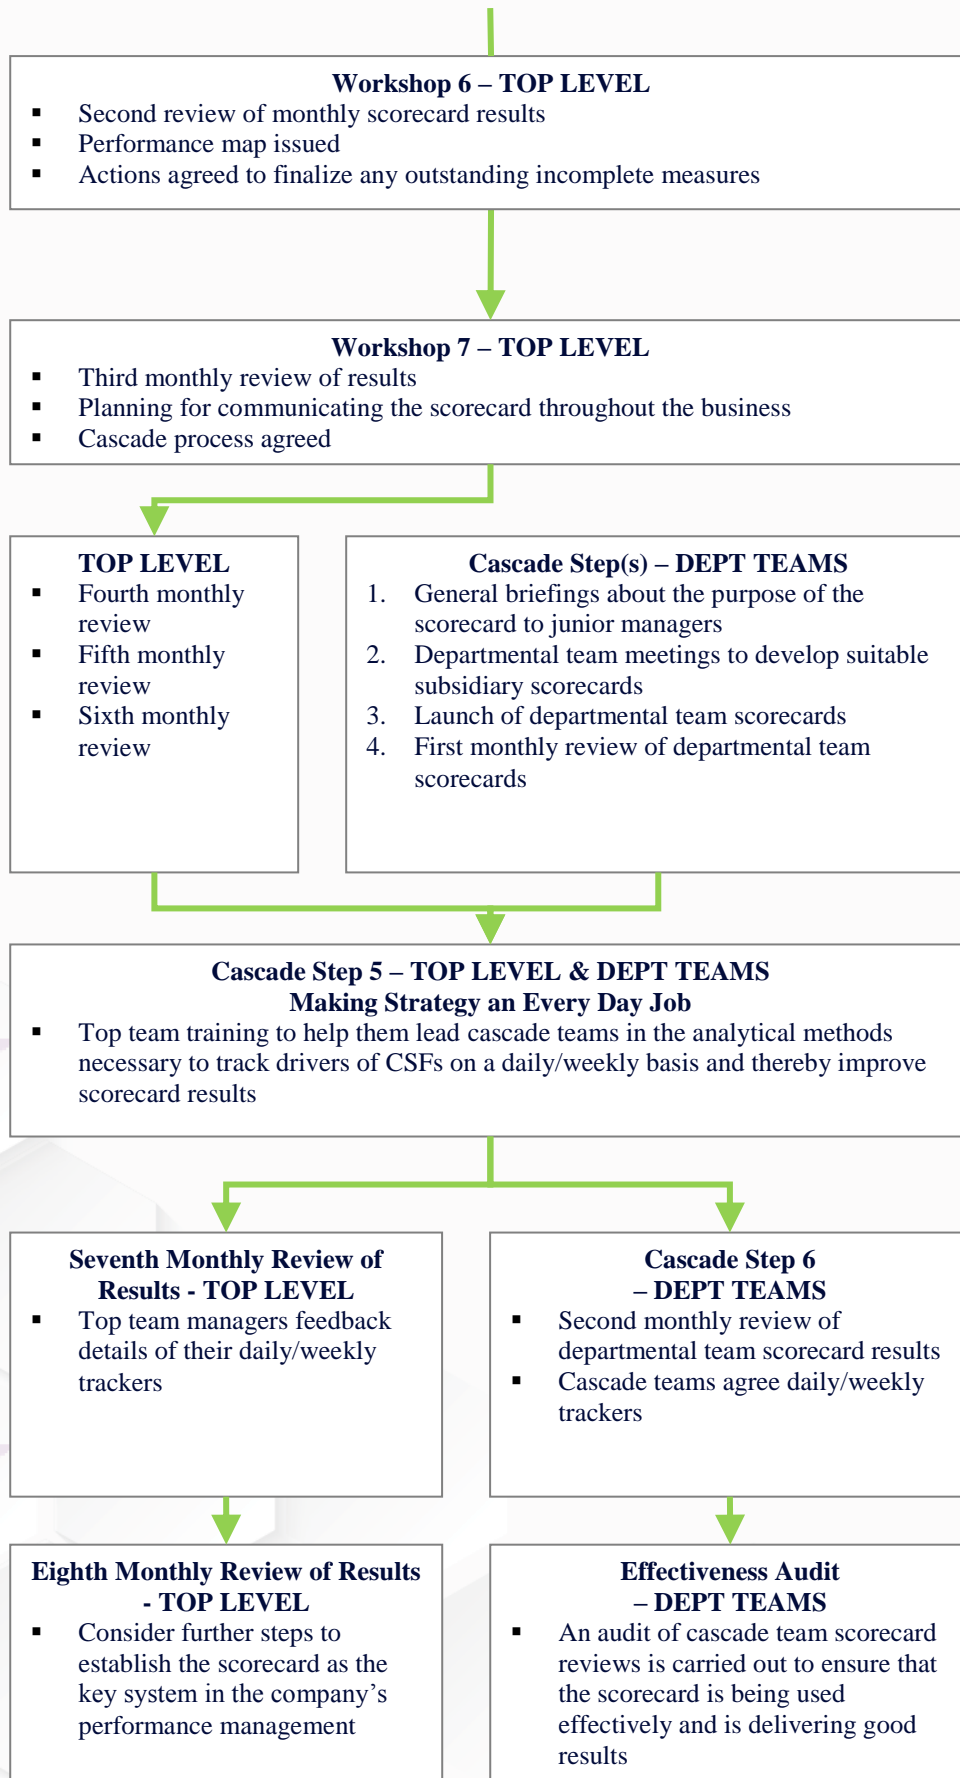 Workshop 6 – TOP LEVEL
▪ Second review of monthly scorecard results
▪ Performance map issued
▪ Actions agreed to finalize any outstanding incomplete measures
Workshop 7 – TOP LEVEL
▪ Third monthly review of results
▪ Planning for communicating the scorecard throughout the business
▪ Cascade process agreed
TOP LEVEL
▪ Fourth monthly
review
▪ Fifth monthly
review
▪ Sixth monthly
review
Cascade Step(s) – DEPT TEAMS
1. General briefings about the purpose of the
scorecard to junior managers
2. Departmental team meetings to develop suitable
subsidiary scorecards
3. Launch of departmental team scorecards
4. First monthly review of departmental team
scorecards
Cascade Step 5 – TOP LEVEL & DEPT TEAMS
Making Strategy an Every Day Job
▪ Top team training to help them lead cascade teams in the analytical methods
necessary to track drivers of CSFs on a daily/weekly basis and thereby improve
scorecard results
Seventh Monthly Review of
Results - TOP LEVEL
▪ Top team managers feedback
details of their daily/weekly
trackers
Cascade Step 6
– DEPT TEAMS
▪ Second monthly review of
departmental team scorecard results
▪ Cascade teams agree daily/weekly
trackers
Eighth Monthly Review of Results
- TOP LEVEL
▪ Consider further steps to
establish the scorecard as the
key system in the company’s
performance management
Effectiveness Audit
– DEPT TEAMS
▪ An audit of cascade team scorecard
reviews is carried out to ensure that
the scorecard is being used
effectively and is delivering good
results